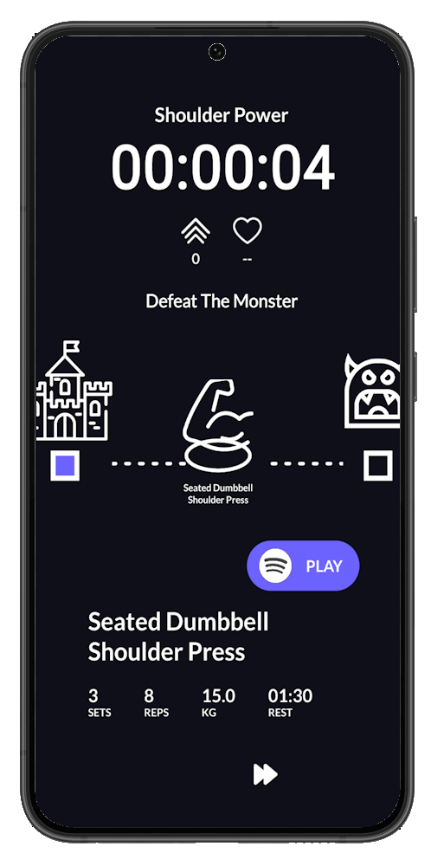 Shoulder Power
00:00:04
0 --
Defeat The Monster
Seated Dumbbell
Shoulder Press
PLAY
Seated Dumbbell
Shoulder Press
3 8 15.0 01:30
SETS REPS KG REST